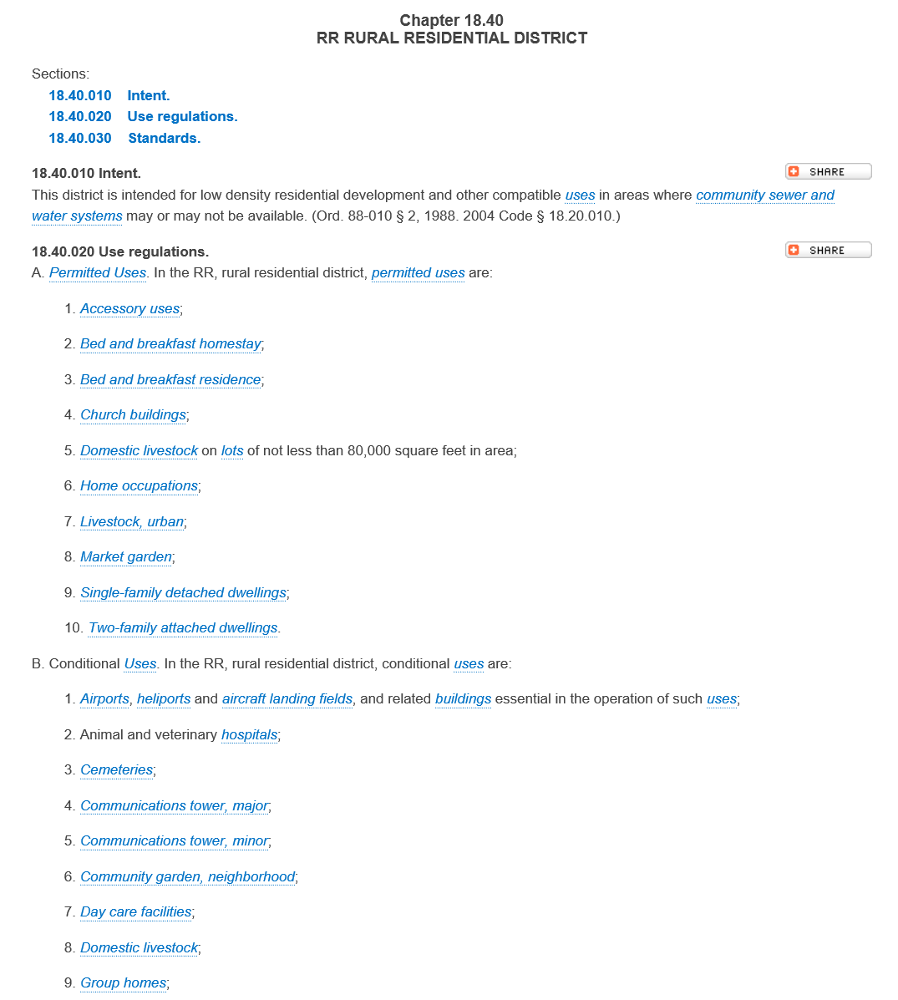 Chapter 18.40
RR RURAL RESIDENTIAL DISTRICT
Sections:
18.40.010 Intent.
18.40.020 Use regulations.
18.40.030 Standards.
18.40.010 Intent.
SHARE
This district is intended for low density residential development and other compatible uses in areas where community sewer and
water systems may or may not be available. (Ord. 88-010 § 2, 1988. 2004 Code § 18.20.010.)
18.40.020 Use regulations.
SHARE
A. Permitted Uses. In the RR, rural residential district, permitted uses are:
1. Accessory uses;
2. Bed and breakfast homestay;
3. Bed and breakfast residence;
4. Church buildings;
5. Domestic livestock on lots of not less than 80,000 square feet in area;
6. Home occupations;
7. Livestock, urban;
8. Market garden;
9. Single-family detached dwellings;
10. Two-family attached dwellings.
B. Conditional Uses. In the RR, rural residential district, conditional uses are:
1. Airports, heliports and aircraft landing fields, and related buildings essential in the operation of such uses;
2. Animal and veterinary hospitals;
3. Cemeteries;
4. Communications tower, major;
5. Communications tower, minor;
6. Community garden, neighborhood;
7. Day care facilities;
8. Domestic livestock;
9. Group homes;